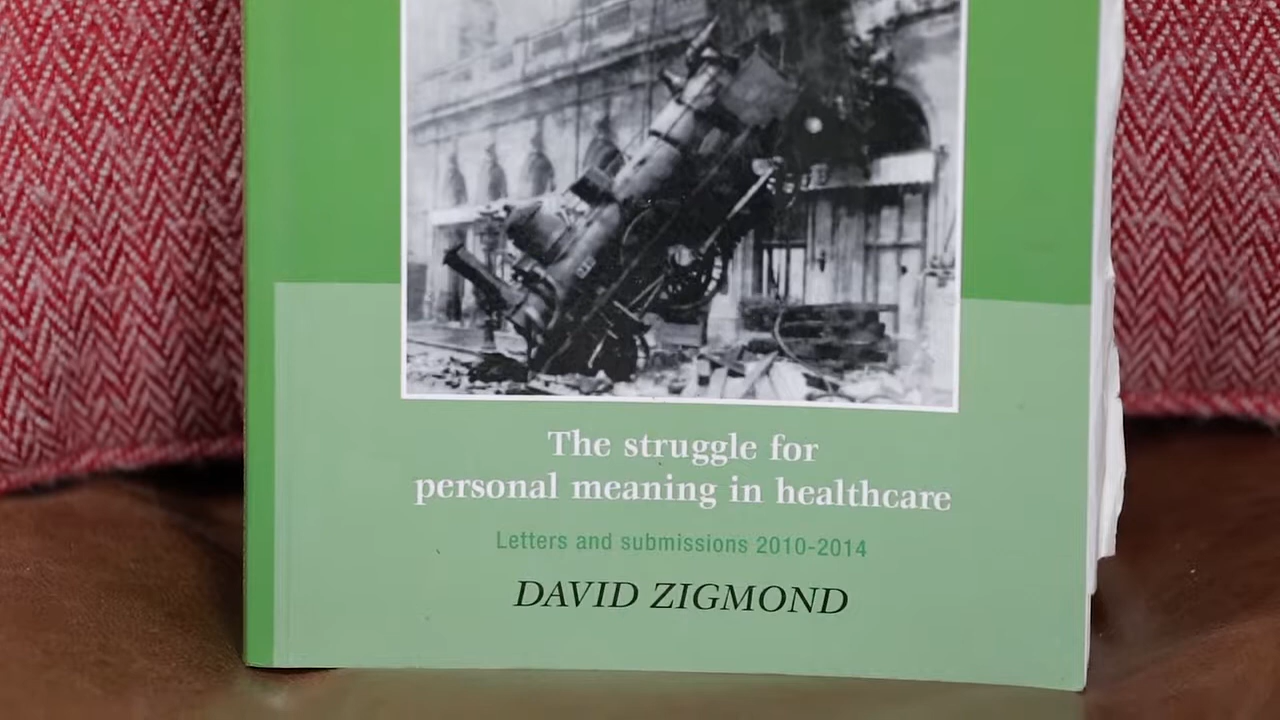 The struggle for
personal meaning in healthcare
Letters and submissions 2010-2014
DAVID ZIGMOND